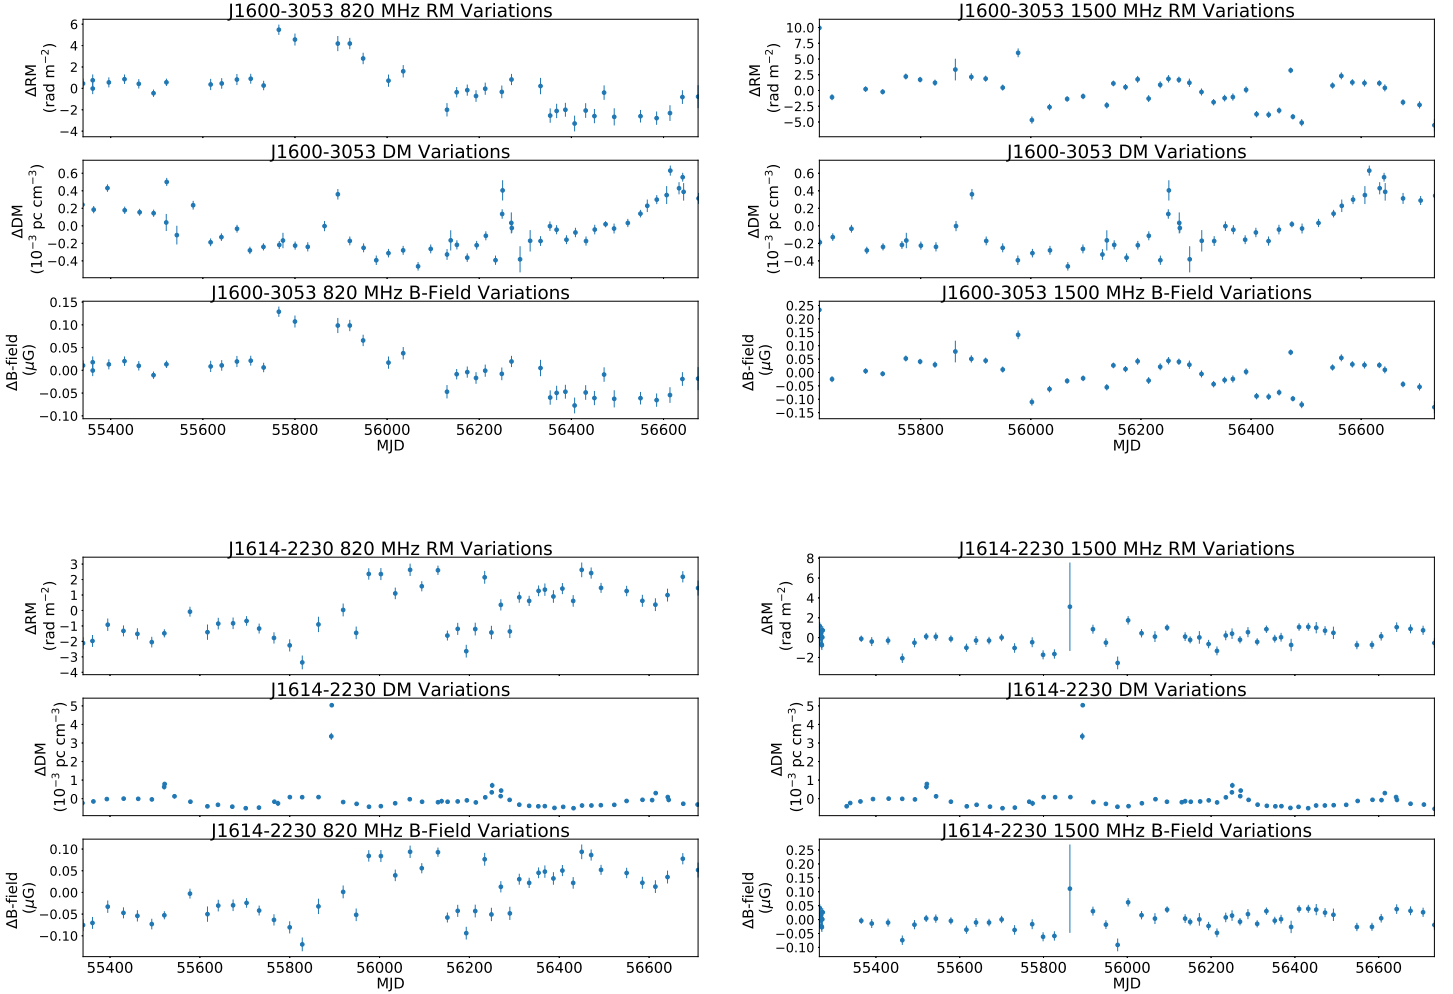 J1600-3053 820 MHz RM Variations
ΔRM
(rad m⁻²)
6
4
2
0
−2
−4
J1600-3053 DM Variations
ΔDM
(10⁻³ pc cm⁻³)
0.6
0.4
0.2
0.0
−0.2
−0.4
J1600-3053 820 MHz B-Field Variations
ΔB-field
(μG)
0.15
0.10
0.05
0.00
−0.05
−0.10
55400 55600 55800 56000 56200 56400 56600
MJD
J1600-3053 1500 MHz RM Variations
ΔRM
(rad m⁻²)
10.0
7.5
5.0
2.5
0.0
−2.5
−5.0
J1600-3053 DM Variations
ΔDM
(10⁻³ pc cm⁻³)
0.6
0.4
0.2
0.0
−0.2
−0.4
J1600-3053 1500 MHz B-Field Variations
ΔB-field
(μG)
0.25
0.20
0.15
0.10
0.05
0.00
−0.05
−0.10
−0.15
55800 56000 56200 56400 56600
MJD
J1614-2230 820 MHz RM Variations
ΔRM
(rad m⁻²)
3
2
1
0
−1
−2
−3
−4
J1614-2230 DM Variations
ΔDM
(10⁻³ pc cm⁻³)
5
4
3
2
1
0
J1614-2230 820 MHz B-Field Variations
ΔB-field
(μG)
0.10
0.05
0.00
−0.05
−0.10
55400 55600 55800 56000 56200 56400 56600
MJD
J1614-2230 1500 MHz RM Variations
ΔRM
(rad m⁻²)
8
6
4
2
0
−2
J1614-2230 DM Variations
ΔDM
(10⁻³ pc cm⁻³)
5
4
3
2
1
0
J1614-2230 1500 MHz B-Field Variations
ΔB-field
(μG)
0.25
0.20
0.15
0.10
0.05
0.00
−0.05
−0.10
55400 55600 55800 56000 56200 56400 56600
MJD